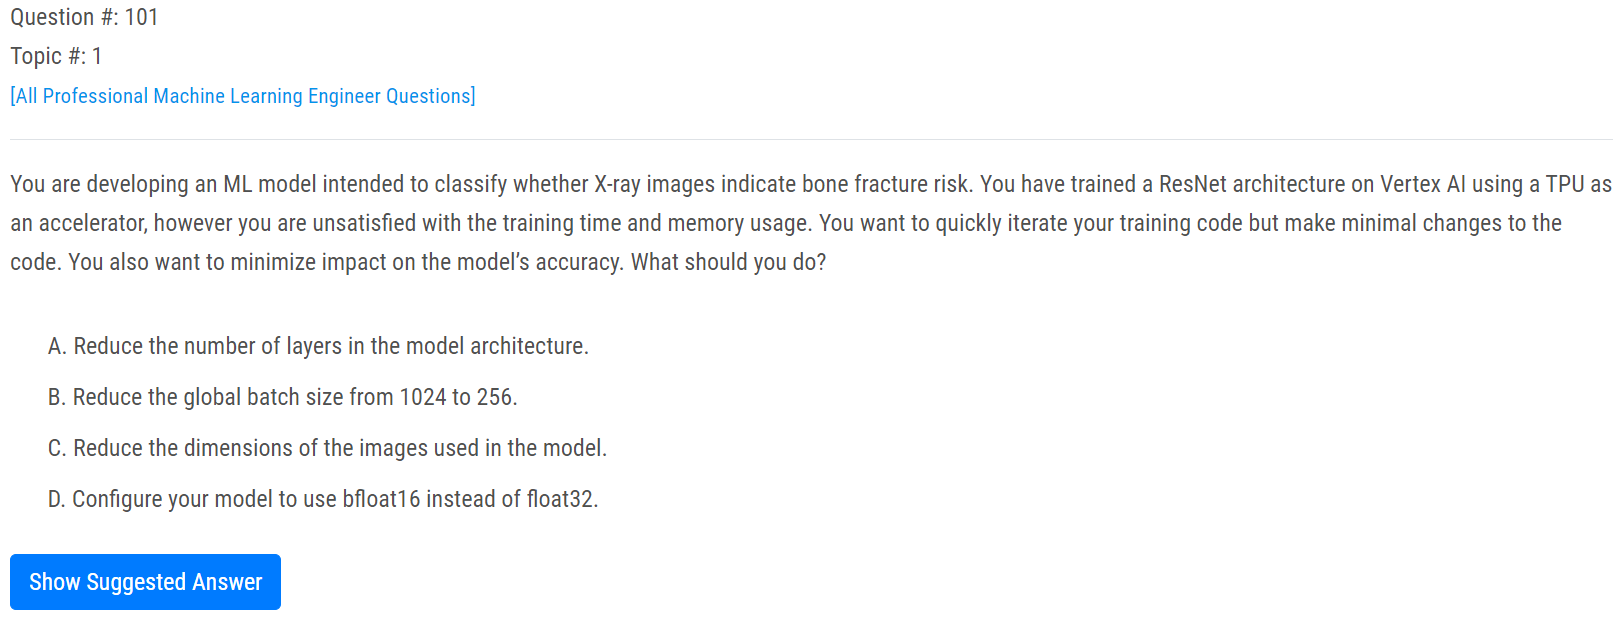 Question #: 101
Topic #: 1
[All Professional Machine Learning Engineer Questions]
You are developing an ML model intended to classify whether X-ray images indicate bone fracture risk. You have trained a ResNet architecture on Vertex AI using a TPU as
an accelerator, however you are unsatisfied with the training time and memory usage. You want to quickly iterate your training code but make minimal changes to the
code. You also want to minimize impact on the model’s accuracy. What should you do?
A. Reduce the number of layers in the model architecture.
B. Reduce the global batch size from 1024 to 256.
C. Reduce the dimensions of the images used in the model.
D. Configure your model to use bfloat16 instead of float32.
Show Suggested Answer